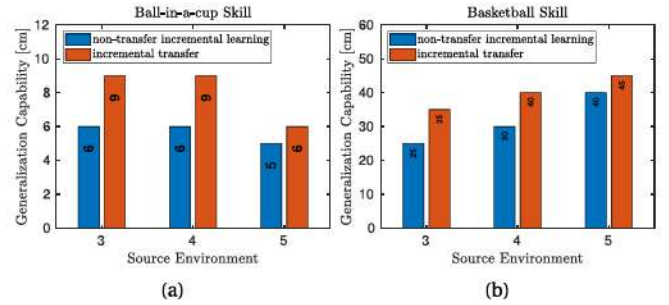 Ball-in-a-cup Skill
Generalization Capability [cm]
12
10
8
6
4
2
0
non-transfer incremental learning
incremental transfer
6
9
6
9
5
6
3
4
5
Source Environment
(a)
Basketball Skill
Generalization Capability [cm]
60
50
40
30
20
10
0
non-transfer incremental learning
incremental transfer
25
35
30
40
40
45
3
4
5
Source Environment
(b)